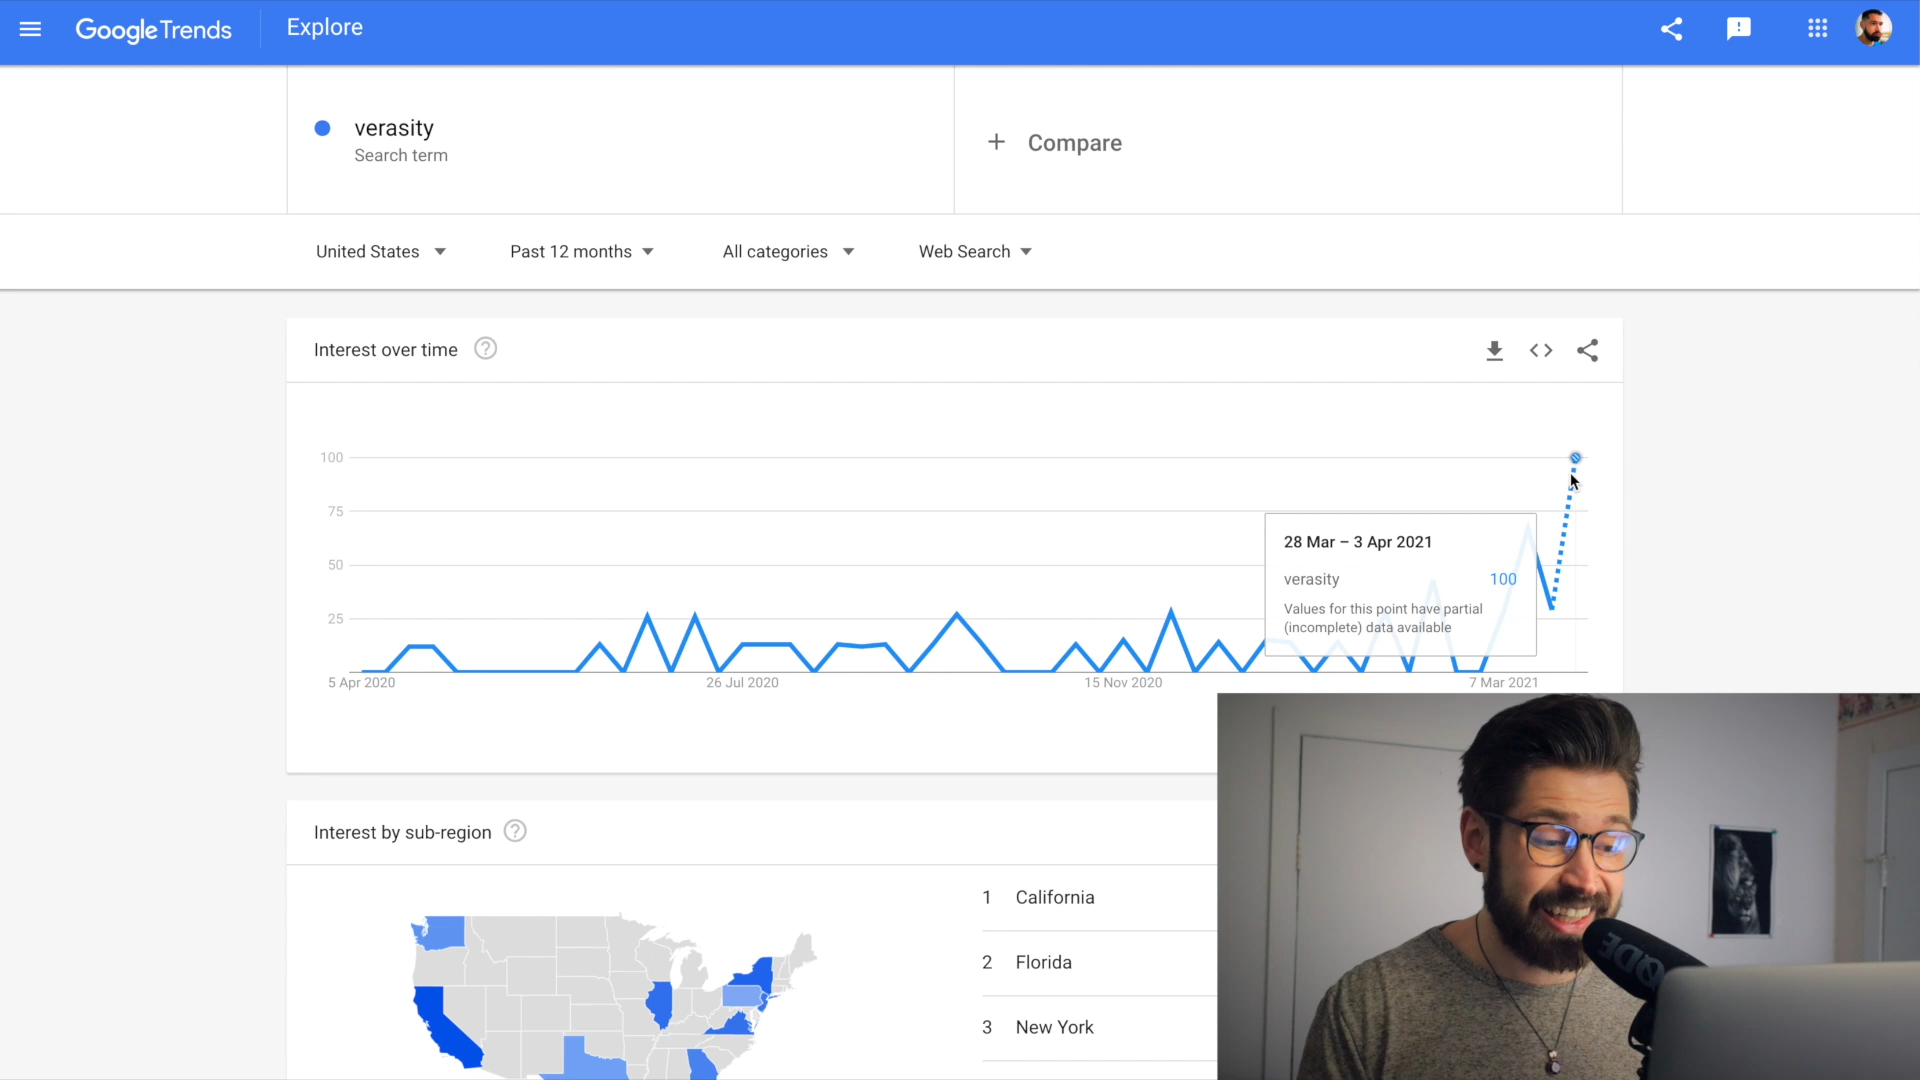 Google Trends
Explore
verasity
Search term
+ Compare
United States
Past 12 months
All categories
Web Search
Interest over time
100
75
50
25
28 Mar – 3 Apr 2021
verasity 100
Values for this point have partial
(incomplete) data available
5 Apr 2020
26 Jul 2020
15 Nov 2020
7 Mar 2021
Interest by sub-region
1 California
2 Florida
3 New York
RØDE